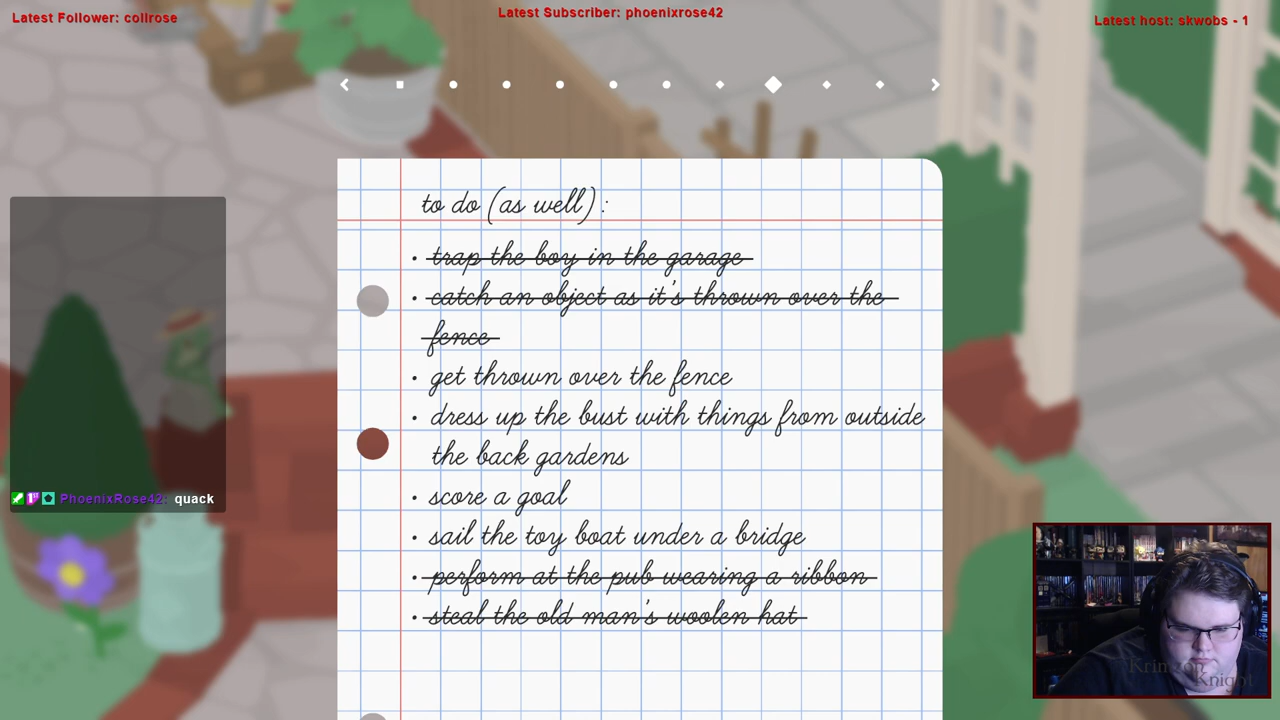 Latest Follower: collrose
Latest Subscriber: phoenixrose42
Latest host: skwobs - 1
to do (as well):
• trap the boy in the garage
• catch an object as it's thrown over the
fence
• get thrown over the fence
• dress up the bust with things from outside
the back gardens
• score a goal
• sail the toy boat under a bridge
• perform at the pub wearing a ribbon
• steal the old man's woolen hat
PhoenixRose42: quack
Krimson
Knight